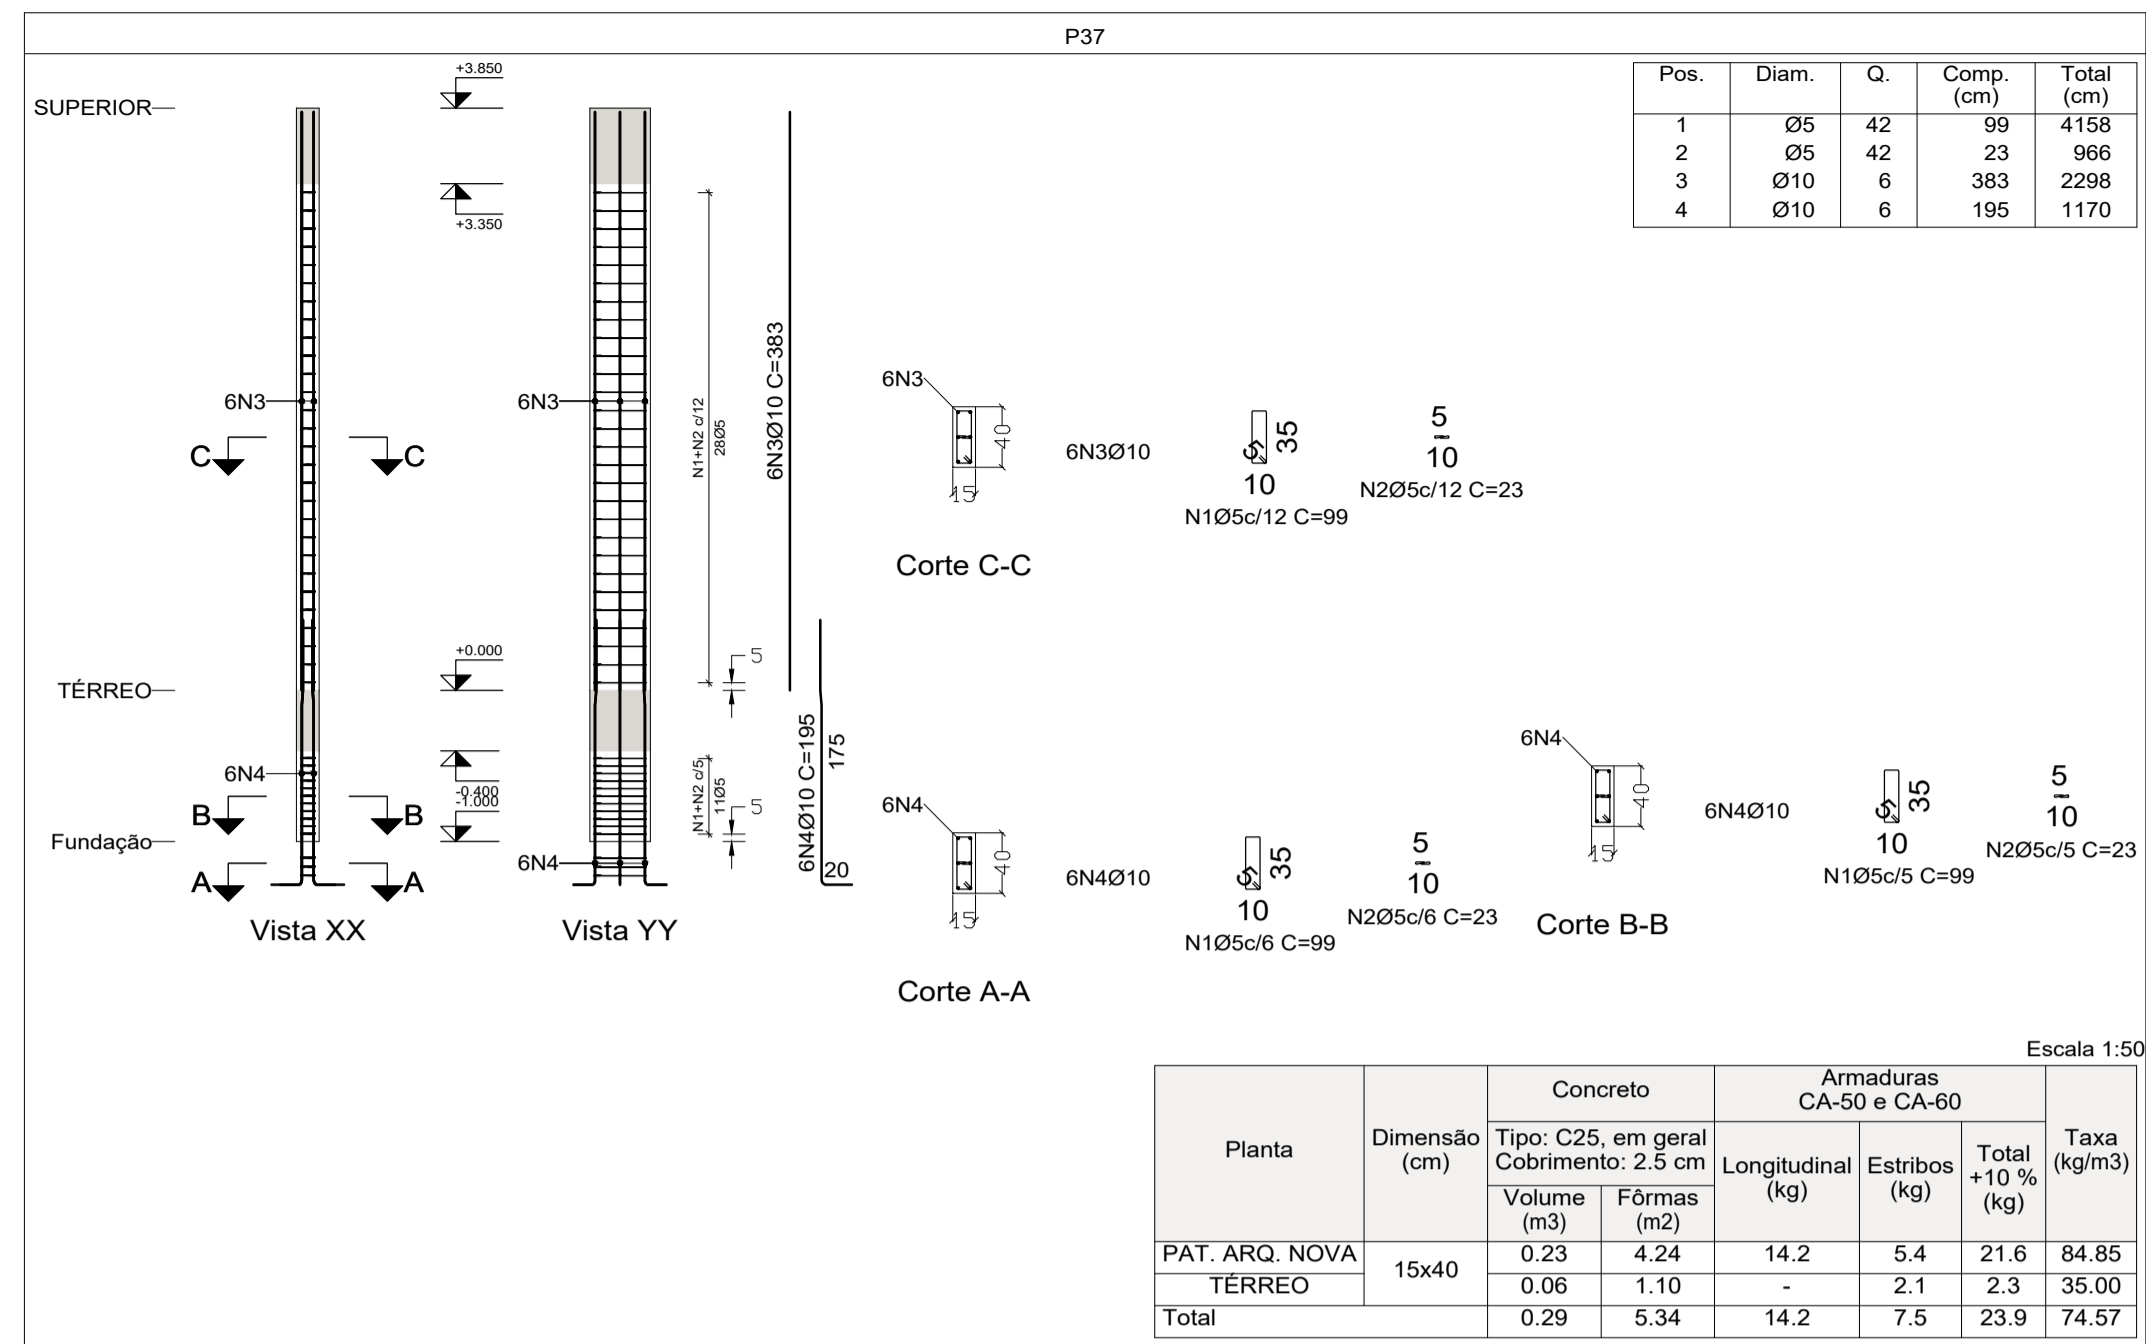 P37
Pos. Diam. Q. Comp. (cm) Total (cm)
1 Ø5 42 99 4158
2 Ø5 42 23 966
3 Ø10 6 383 2298
4 Ø10 6 195 1170
SUPERIOR
+3.850
+3.350
6N3
6N3
C C
N1+N2 c/12
28Ø5
6N3Ø10 C=383
5
+0.000
TÉRREO
-0.400
-1.000
6N4
B B
N1+N2 c/5
11Ø5
5
6N4Ø10 C=195
175
20
Fundação
6N4
A A
Vista XX
Vista YY
6N3
40
15
6N3Ø10
5
35
10
N1Ø5c/12 C=99
5
10
N2Ø5c/12 C=23
Corte C-C
6N4
40
15
6N4Ø10
5
35
10
N1Ø5c/6 C=99
5
10
N2Ø5c/6 C=23
Corte A-A
6N4
40
15
6N4Ø10
5
35
10
N1Ø5c/5 C=99
5
10
N2Ø5c/5 C=23
Corte B-B
Escala 1:50
Planta
Dimensão
(cm)
Concreto
Tipo: C25, em geral
Cobrimento: 2.5 cm
Volume
(m3)
Fôrmas
(m2)
Armaduras
CA-50 e CA-60
Longitudinal
(kg)
Estribos
(kg)
Total
+10 %
(kg)
Taxa
(kg/m3)
PAT. ARQ. NOVA 15x40 0.23 4.24 14.2 5.4 21.6 84.85
TÉRREO 0.06 1.10 - 2.1 2.3 35.00
Total 0.29 5.34 14.2 7.5 23.9 74.57